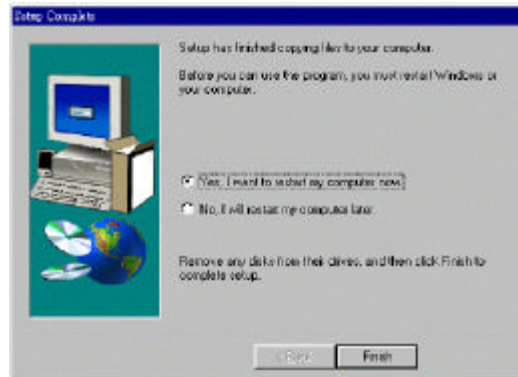 Setup Complete
Setup has finished copying files to your computer.
Before you can use the program, you must restart Windows or
your computer.
Yes, I want to restart my computer now.
No, I will restart my computer later.
Remove any disks from their drives, and then click Finish to
complete setup.
< Back
Finish